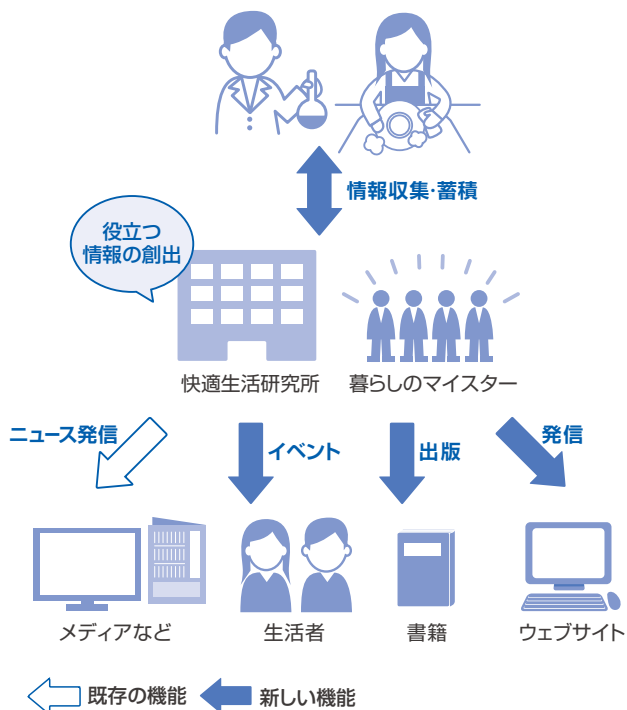 情報収集・蓄積
役立つ
情報の創出
快適生活研究所
暮らしのマイスター
ニュース発信
イベント
出版
発信
メディアなど
生活者
書籍
ウェブサイト
既存の機能
新しい機能